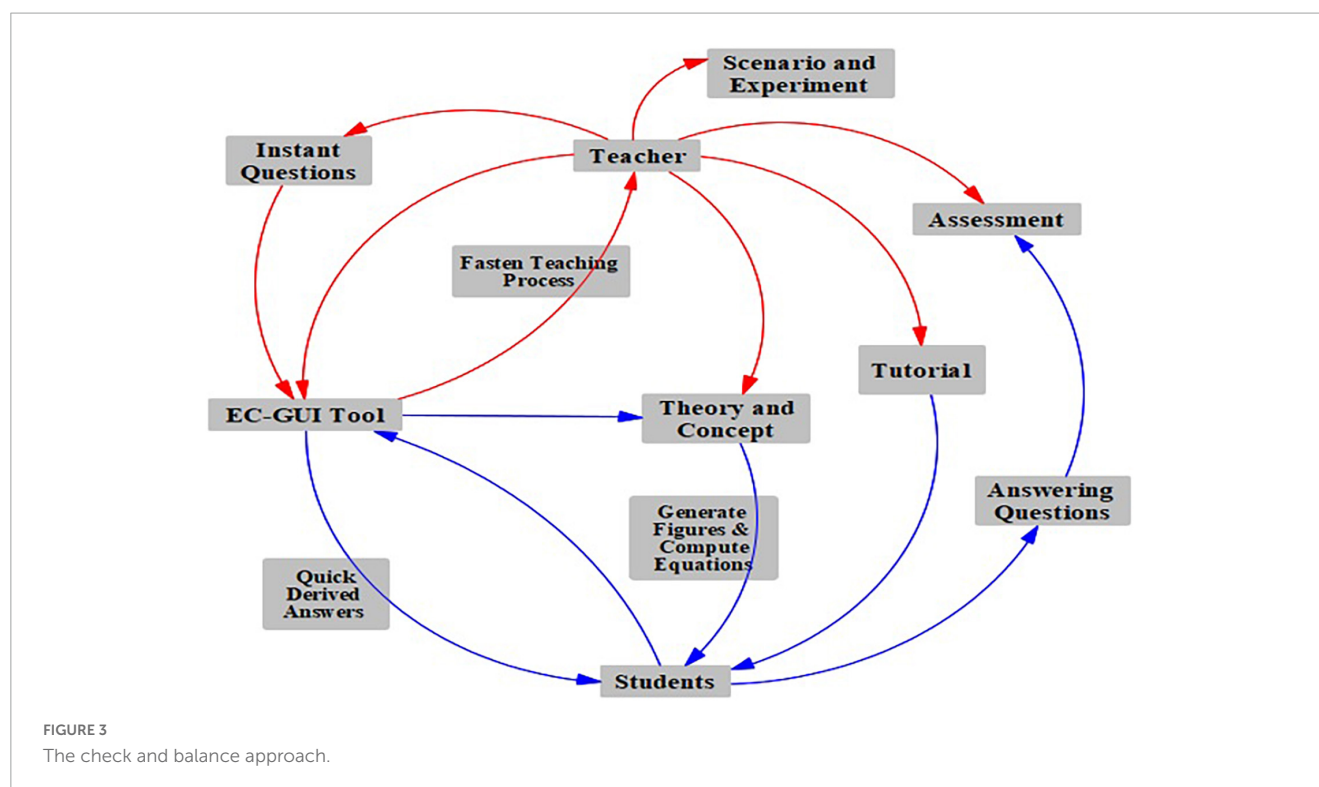 Scenario and
Experiment
Instant
Questions
Teacher
Assessment
Fasten Teaching
Process
Tutorial
EC-GUI Tool
Theory and
Concept
Answering
Questions
Generate
Figures &
Compute
Equations
Quick
Derived
Answers
Students
FIGURE 3
The check and balance approach.